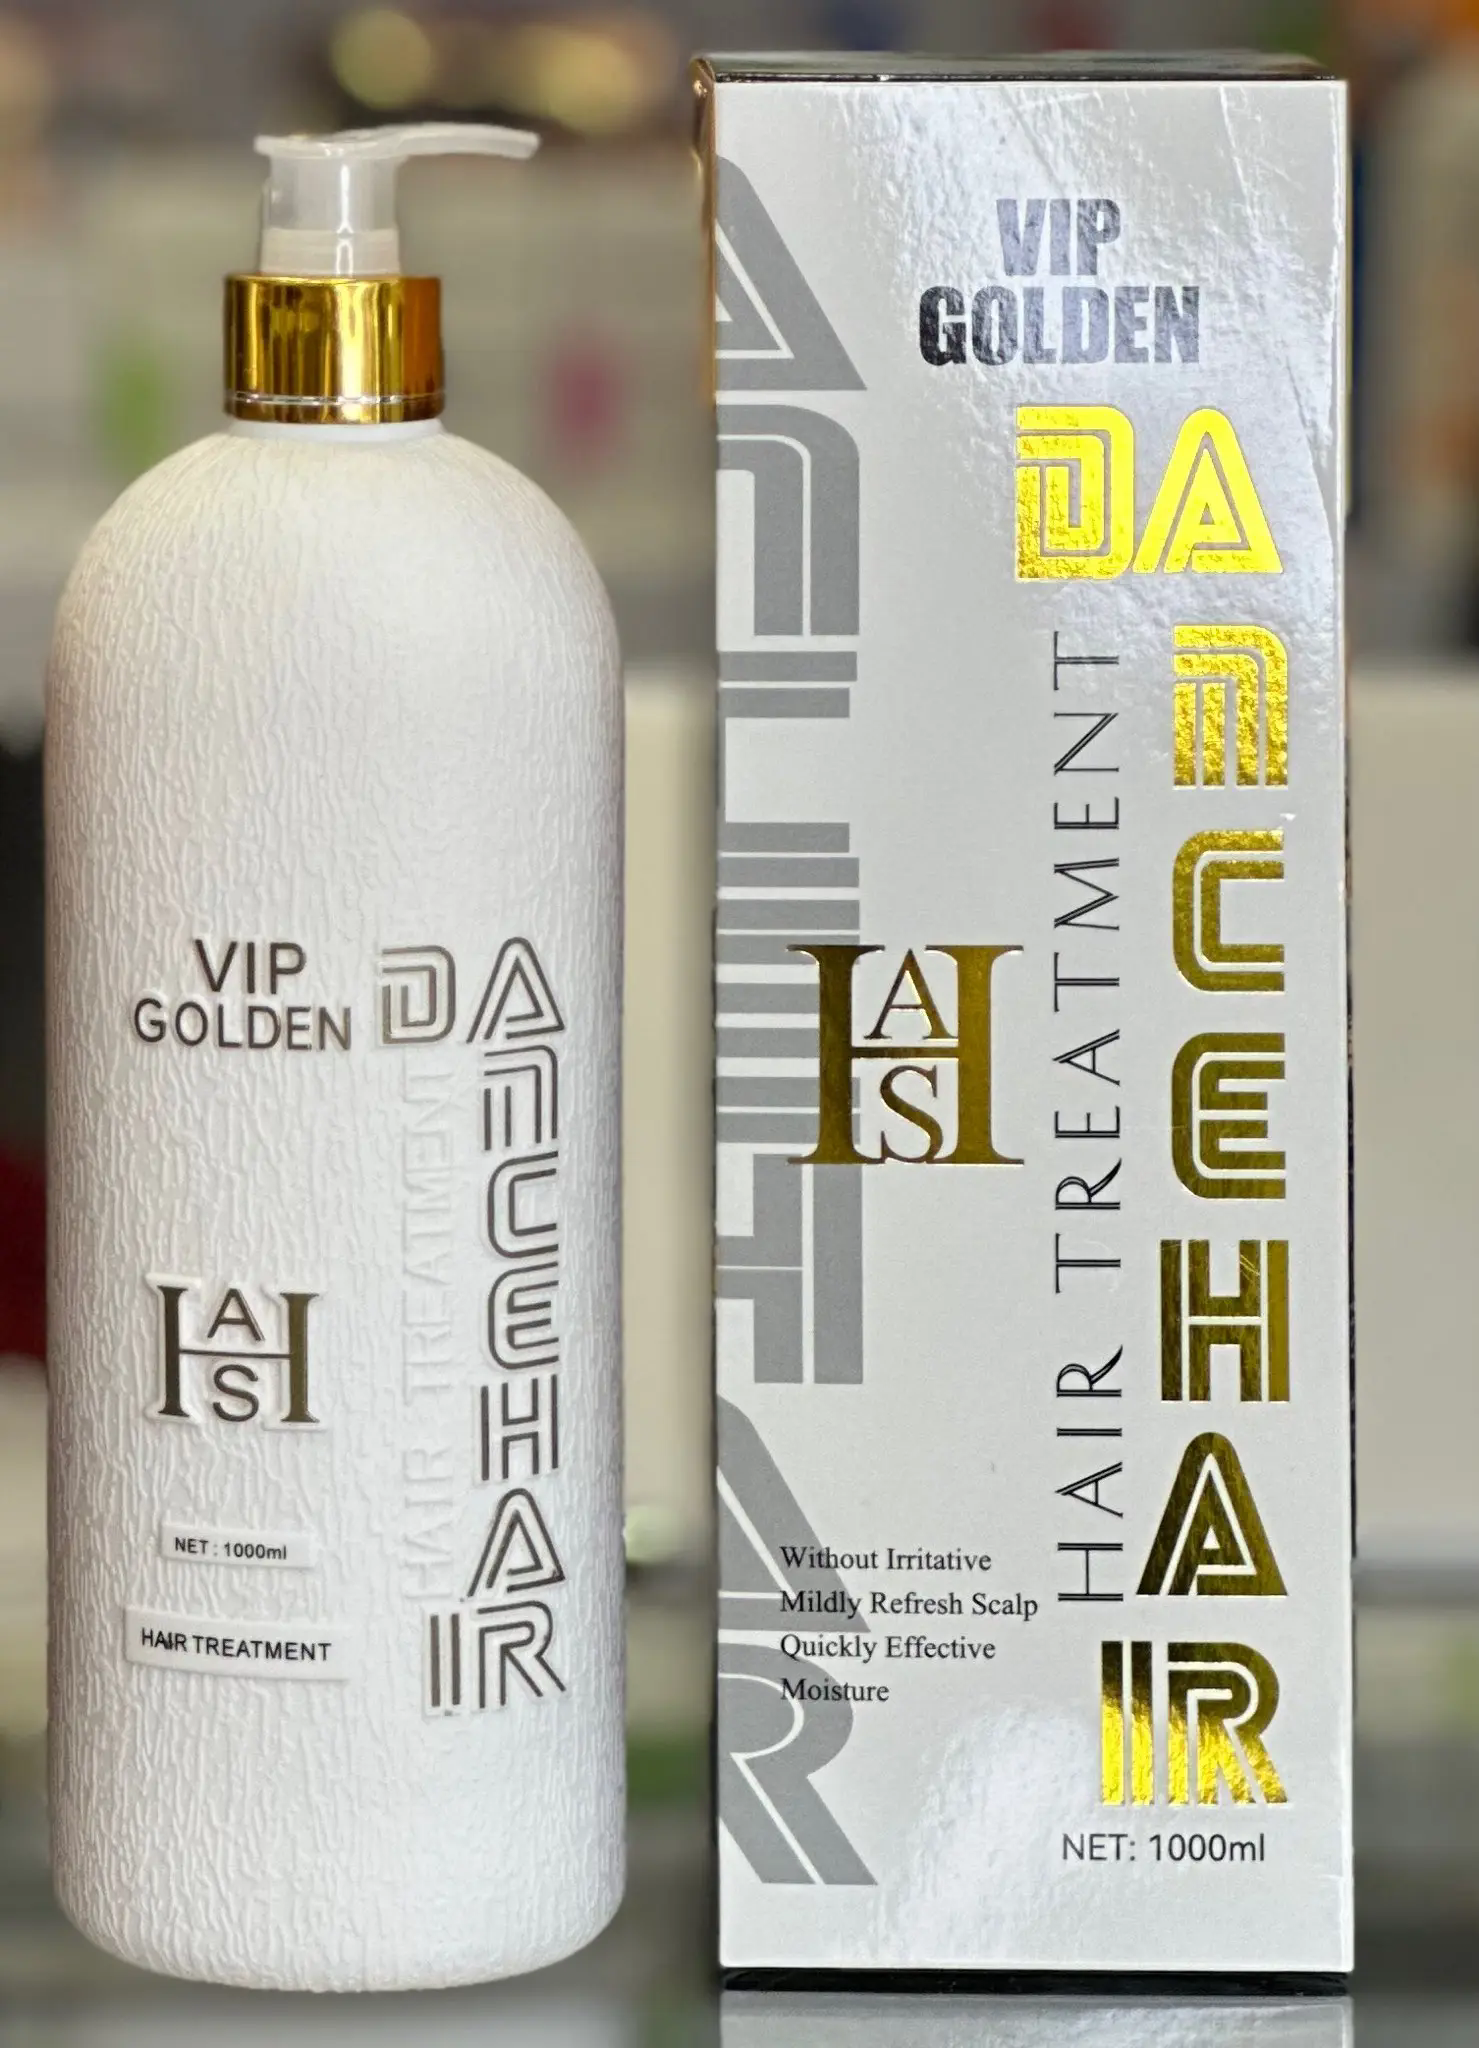 VIP
GOLDEN
DANCEHAIR
HAIR TREATMENT
HAS
NET : 1000ml
HAIR TREATMENT
VIP
GOLDEN
DANCEHAIR
HAIR TREATMENT
HAS
Without Irritative
Mildly Refresh Scalp
Quickly Effective
Moisture
NET: 1000ml